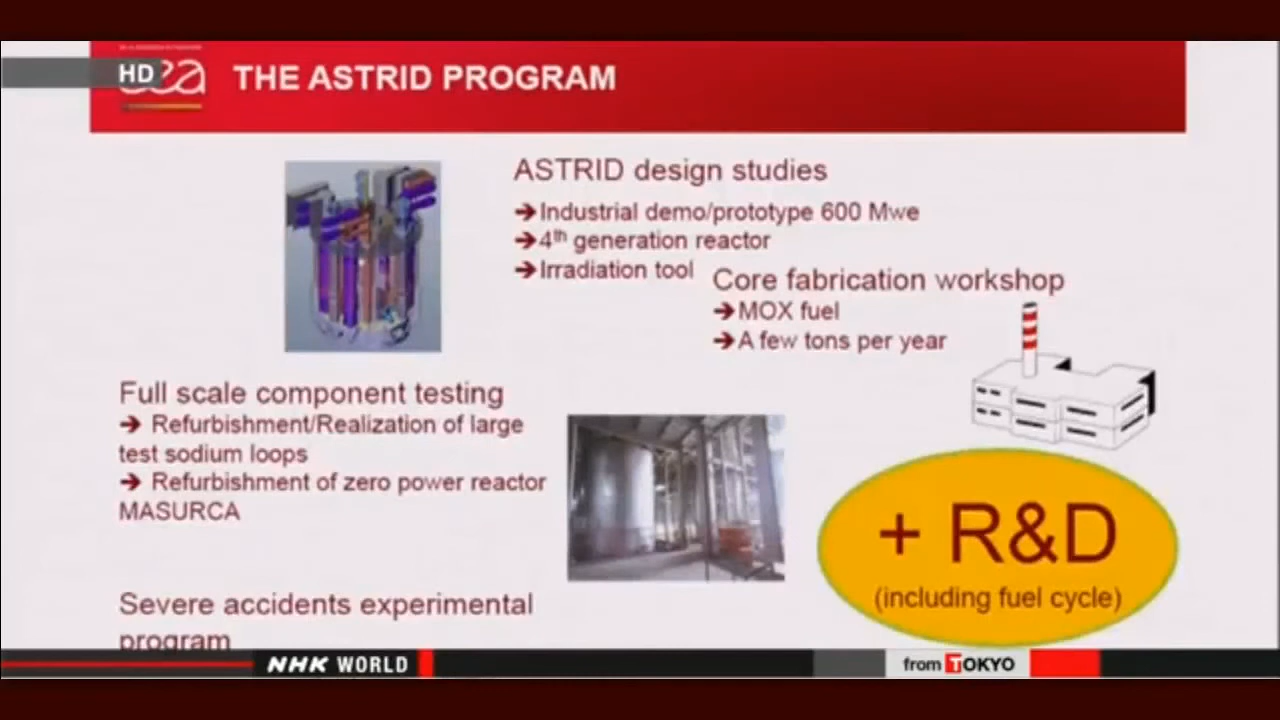 HD
cea
THE ASTRID PROGRAM
ASTRID design studies
➔Industrial demo/prototype 600 Mwe
➔4th generation reactor
➔Irradiation tool
Core fabrication workshop
➔MOX fuel
➔A few tons per year
Full scale component testing
➔ Refurbishment/Realization of large
test sodium loops
➔ Refurbishment of zero power reactor
MASURCA
+ R&D
(including fuel cycle)
Severe accidents experimental
program
NHK WORLD
from TOKYO